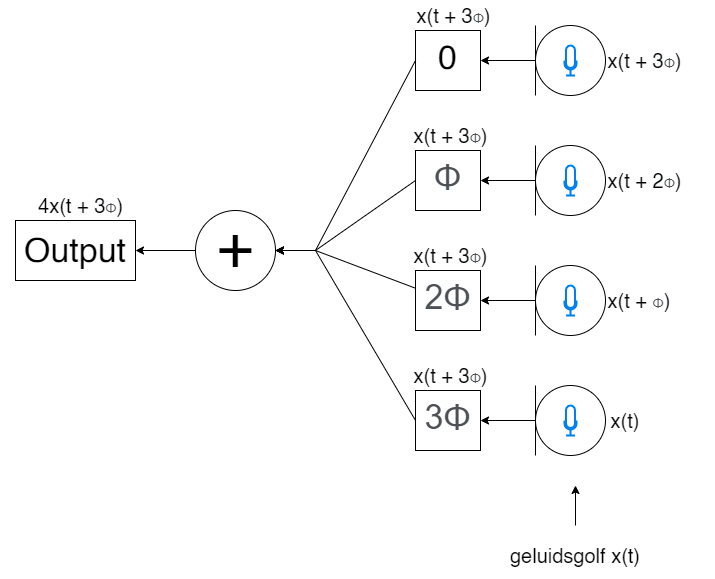 x(t + 3Φ)
0
x(t + 3Φ)
x(t + 3Φ)
Φ
x(t + 2Φ)
4x(t + 3Φ)
Output
+
x(t + 3Φ)
2Φ
x(t + Φ)
x(t + 3Φ)
3Φ
x(t)
geluidsgolf x(t)